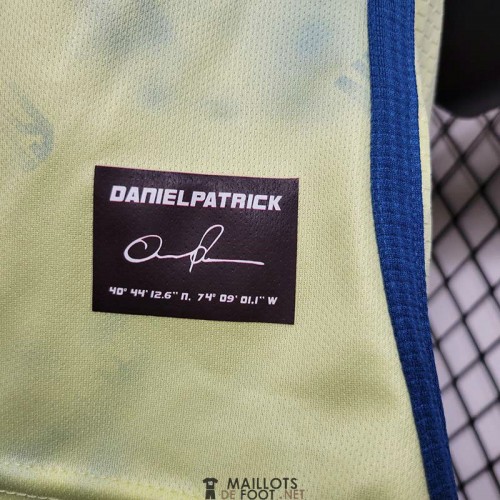 DANIELPATRICK
40° 44' 12.6" N, 74° 09' 01.1" W
MAILLOTS
DE FOOT.NET